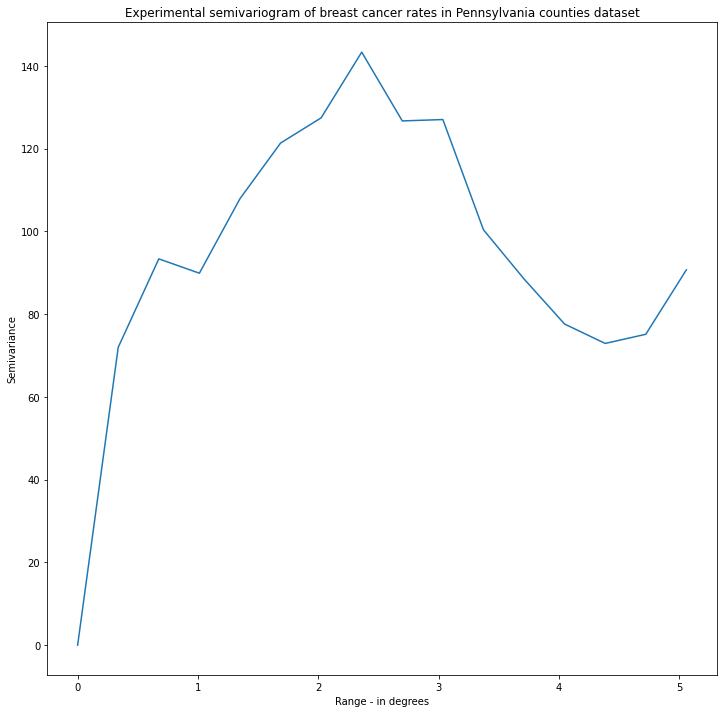 Experimental semivariogram of breast cancer rates in Pennsylvania counties dataset
140
120
100
80
60
40
20
0
Semivariance
0 1 2 3 4 5
Range - in degrees